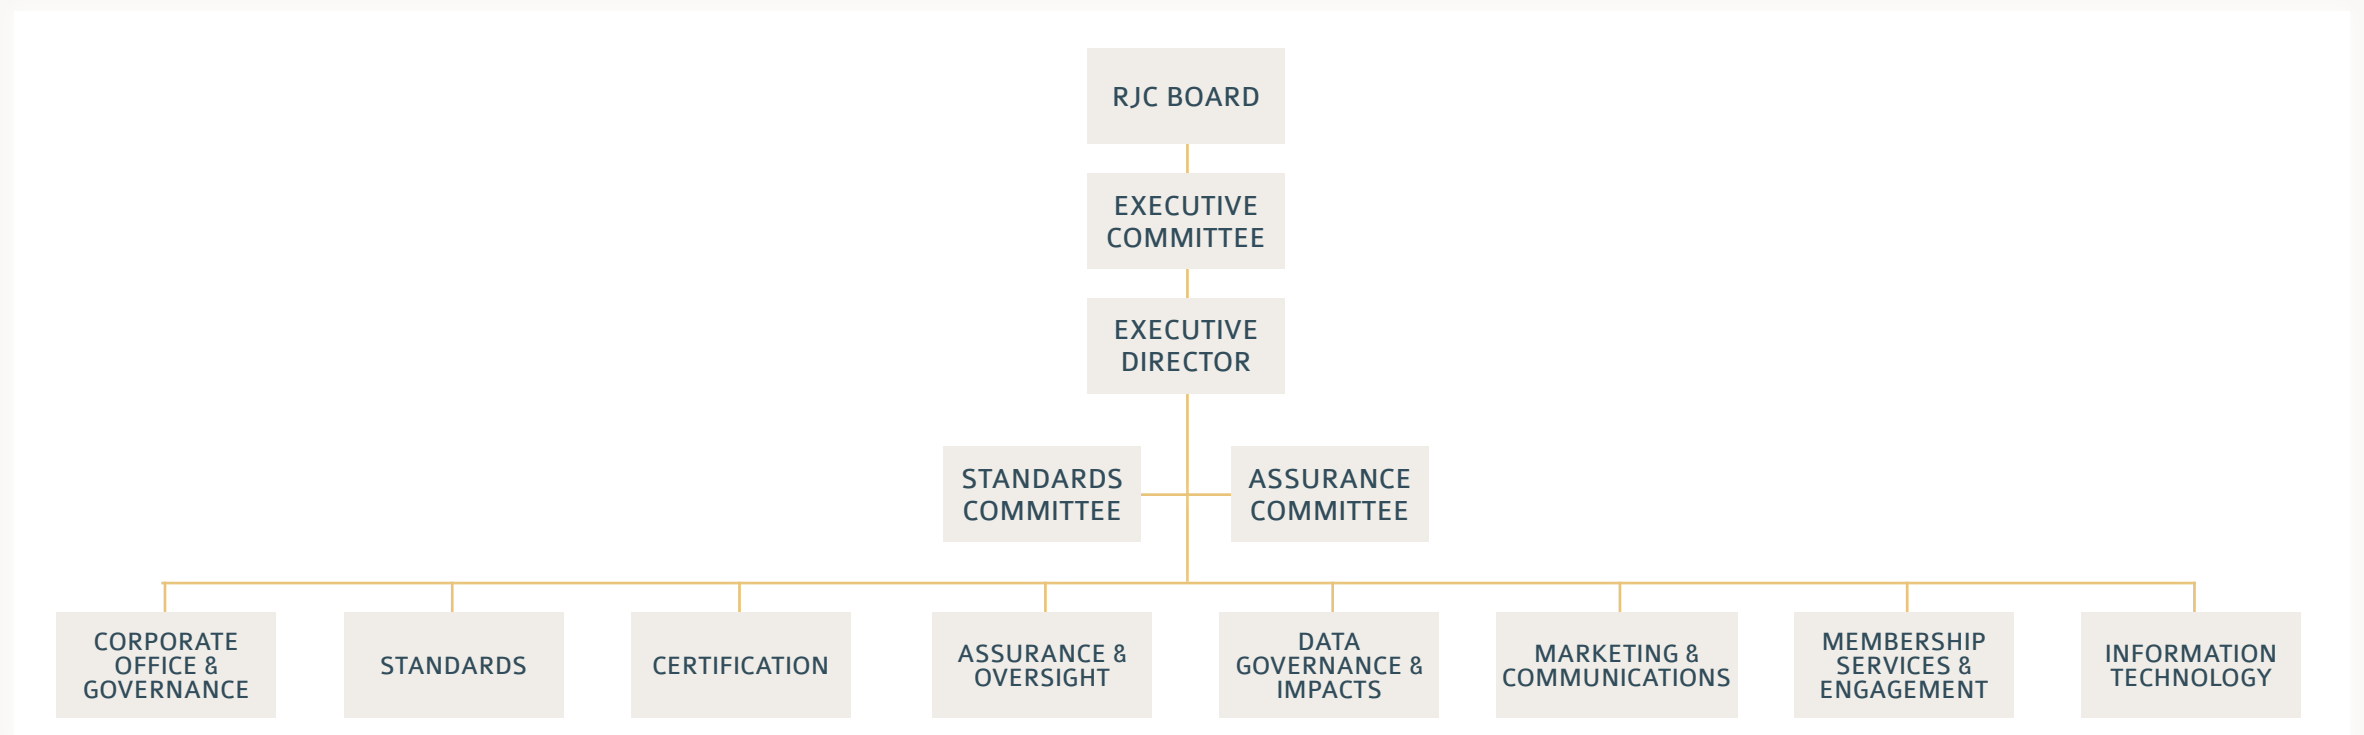 RJC BOARD
EXECUTIVE
COMMITTEE
EXECUTIVE
DIRECTOR
STANDARDS
COMMITTEE
ASSURANCE
COMMITTEE
CORPORATE
OFFICE &
GOVERNANCE
STANDARDS
CERTIFICATION
ASSURANCE &
OVERSIGHT
DATA
GOVERNANCE &
IMPACTS
MARKETING &
COMMUNICATIONS
MEMBERSHIP
SERVICES &
ENGAGEMENT
INFORMATION
TECHNOLOGY